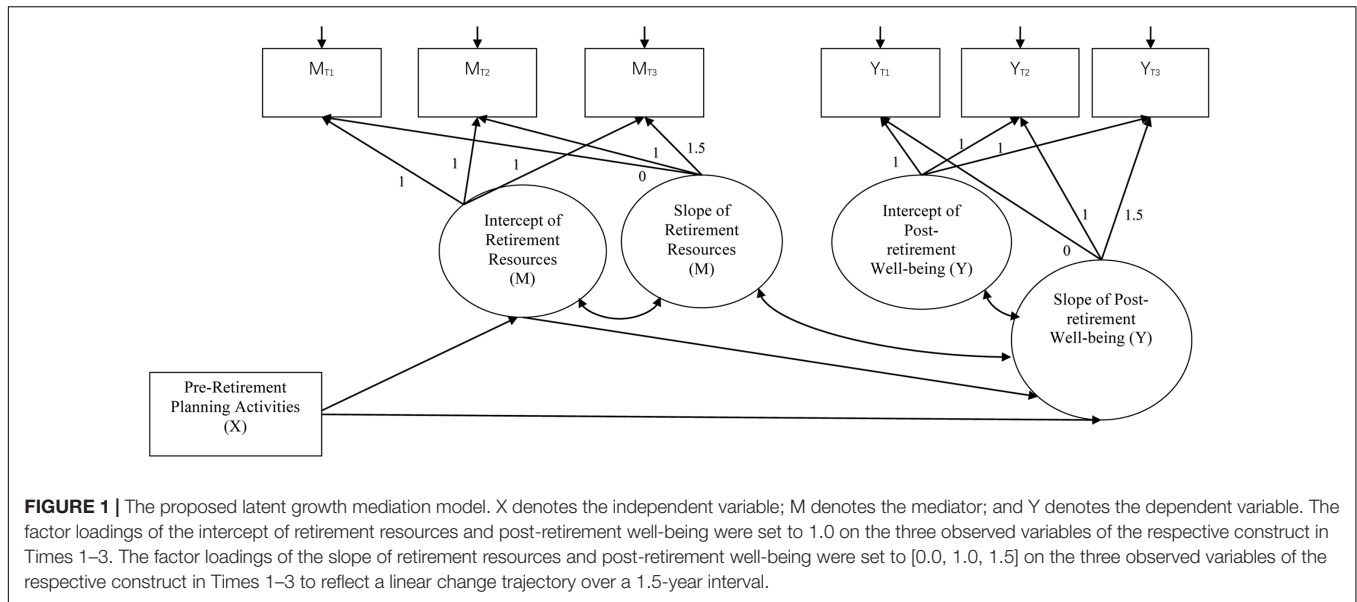 MT1
MT2
MT3
YT1
YT2
YT3
1
1
1
0
1
1.5
1
1
1
0
1
1.5
Intercept of
Retirement
Resources
(M)
Slope of
Retirement
Resources
(M)
Intercept of
Post-
retirement
Well-being (Y)
Slope of Post-
retirement
Well-being (Y)
Pre-Retirement
Planning Activities
(X)
FIGURE 1 | The proposed latent growth mediation model. X denotes the independent variable; M denotes the mediator; and Y denotes the dependent variable. The
factor loadings of the intercept of retirement resources and post-retirement well-being were set to 1.0 on the three observed variables of the respective construct in
Times 1–3. The factor loadings of the slope of retirement resources and post-retirement well-being were set to [0.0, 1.0, 1.5] on the three observed variables of the
respective construct in Times 1–3 to reflect a linear change trajectory over a 1.5-year interval.